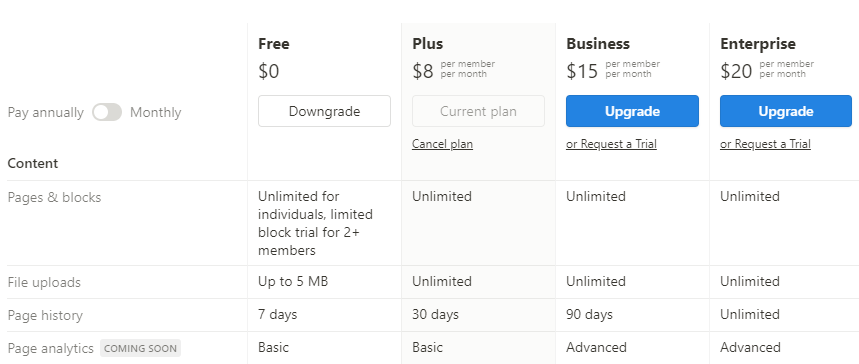 Free Plus Business Enterprise
$0 $8 per member per month $15 per member per month $20 per member per month
Pay annually Monthly Downgrade Current plan Upgrade Upgrade
Cancel plan or Request a Trial or Request a Trial
Content
Pages & blocks Unlimited for Unlimited Unlimited Unlimited
individuals, limited
block trial for 2+
members
File uploads Up to 5 MB Unlimited Unlimited Unlimited
Page history 7 days 30 days 90 days Unlimited
Page analytics COMING SOON Basic Basic Advanced Advanced